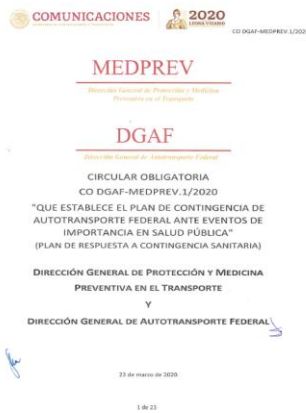 COMUNICACIONES
2020
LEONA VICARIO
CO DGAF-MEDPREV.1/202
MEDPREV
Dirección General de Protección y Medicina
Preventiva en el Transporte
DGAF
Dirección General de Autotransporte Federal
CIRCULAR OBLIGATORIA
CO DGAF-MEDPREV.1/2020
"QUE ESTABLECE EL PLAN DE CONTINGENCIA DE
AUTOTRANSPORTE FEDERAL ANTE EVENTOS DE
IMPORTANCIA EN SALUD PÚBLICA"
(PLAN DE RESPUESTA A CONTINGENCIA SANITARIA)
DIRECCIÓN GENERAL DE PROTECCIÓN Y MEDICINA
PREVENTIVA EN EL TRANSPORTE
Y
DIRECCIÓN GENERAL DE AUTOTRANSPORTE FEDERAL
23 de marzo de 2020
1 de 23